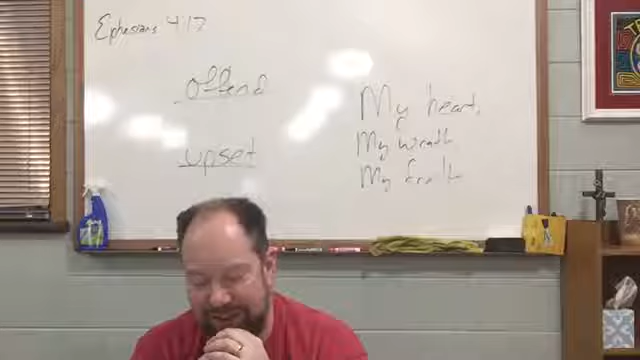 Ephesians 4:17
offend
upset
My heart,
My wrath
My fault